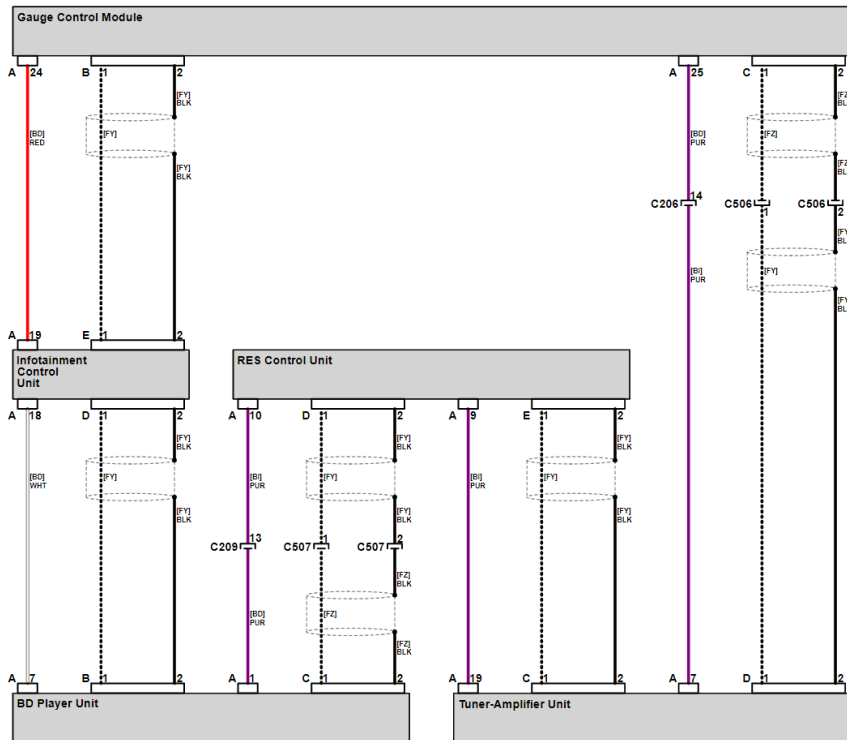 Gauge Control Module
A 24 B 1 2 A 25 C 1 2
[FY]
BLK
[FZ]
[BD]
RED
[FY]
[BD]
PUR
[FZ]
[FY]
BLK
[FZ]
14
C206 C506 1 C506 2
[FY]
[BI]
PUR
[FY]
[FY]
A 19 E 1 2
Infotainment
Control
Unit
RES Control Unit
A 18 D 1 2 A 10 D 1 2 A 9 E 1 2
[FY]
BLK
[FY]
BLK
[FY]
BLK
[BD]
WHT
[FY]
[BI]
PUR
[FY]
[BI]
PUR
[FY]
[FY]
BLK
[FY]
BLK
[FY]
BLK
C209 13 C507 1 C507 2
[FZ]
BLK
[BD]
PUR
[FZ]
[FZ]
BLK
A 7 B 1 2 A 1 C 1 2 A 19 C 1 2 A 7 D 1 2
BD Player Unit
Tuner-Amplifier Unit